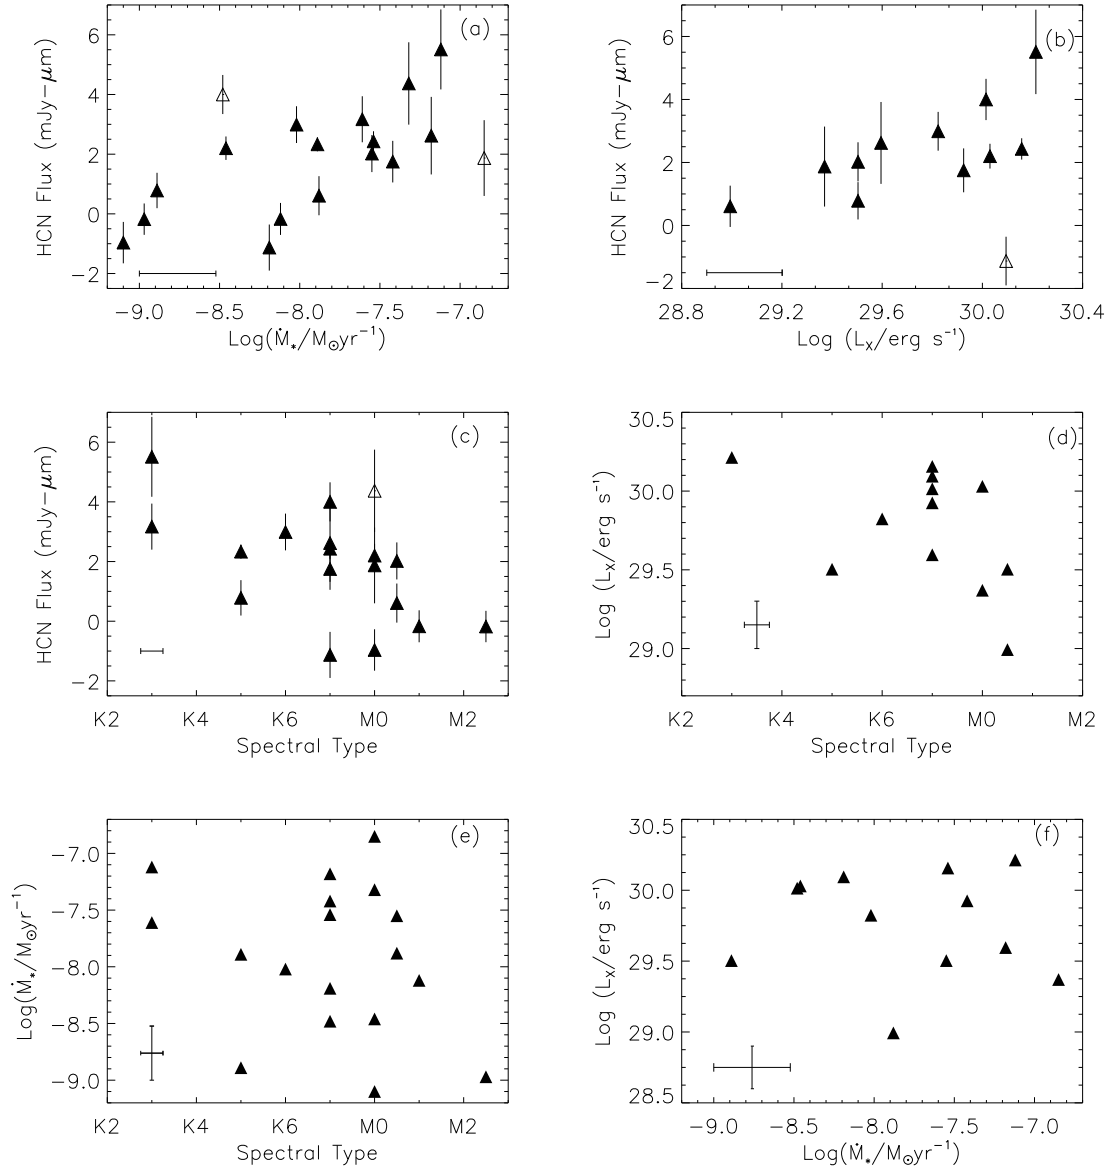 (a)
HCN Flux (mJy−μm)
6
4
2
0
−2
−9.0 −8.5 −8.0 −7.5 −7.0
Log(Ṁ*/M⊙yr⁻¹)
(b)
HCN Flux (mJy−μm)
6
4
2
0
−2
28.8 29.2 29.6 30.0 30.4
Log (Lx/erg s⁻¹)
(c)
HCN Flux (mJy−μm)
6
4
2
0
−2
K2 K4 K6 M0 M2
Spectral Type
(d)
Log (Lx/erg s⁻¹)
30.5
30.0
29.5
29.0
K2 K4 K6 M0 M2
Spectral Type
(e)
Log(Ṁ*/M⊙yr⁻¹)
−7.0
−7.5
−8.0
−8.5
−9.0
K2 K4 K6 M0 M2
Spectral Type
(f)
Log (Lx/erg s⁻¹)
30.5
30.0
29.5
29.0
28.5
−9.0 −8.5 −8.0 −7.5 −7.0
Log(Ṁ*/M⊙yr⁻¹)